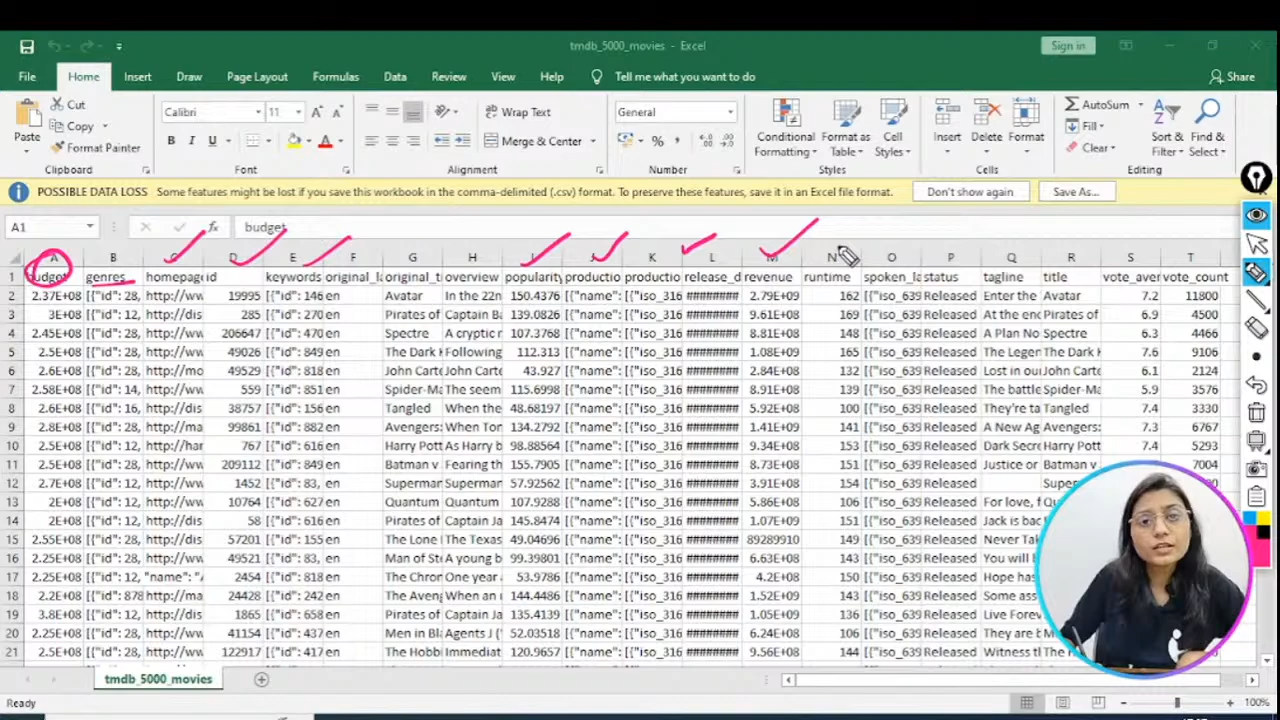 tmdb_5000_movies - Excel
Sign in
File Home Insert Draw Page Layout Formulas Data Review View Help Tell me what you want to do Share
Cut
Copy
Format Painter
Paste
Calibri 11
B I U
Wrap Text
Merge & Center
General
Conditional Formatting
Format as Table
Cell Styles
Insert Delete Format
AutoSum
Fill
Clear
Sort & Filter
Find & Select
Clipboard Font Alignment Number Styles Cells Editing
POSSIBLE DATA LOSS Some features might be lost if you save this workbook in the comma-delimited (.csv) format. To preserve these features, save it in an Excel file format. Don't show again Save As...
A1 fx budget
A B D E F G H K L N O P Q R S T
1 genres homepage id keywords original_la original_t overview popularity productio productio release_d revenue runtime spoken_la status tagline title vote_aver vote_count
2 2.37E+08 [{"id": 28, http://ww 19995 [{"id": 146 en Avatar In the 22n 150.4376 [{"name": [{"iso_316 ######## 2.79E+09 162 [{"iso_639 Released Enter the Avatar 7.2 11800
3 3E+08 [{"id": 12, http://dis 285 [{"id": 270 en Pirates of Captain Ba 139.0826 [{"name": [{"iso_316 ######## 9.61E+08 169 [{"iso_639 Released At the end Pirates of 6.9 4500
4 2.45E+08 [{"id": 28, http://ww 206647 [{"id": 470 en Spectre A cryptic r 107.3768 [{"name": [{"iso_316 ######## 8.81E+08 148 [{"iso_639 Released A Plan No Spectre 6.3 4466
5 2.5E+08 [{"id": 28, http://ww 49026 [{"id": 849 en The Dark K Following 112.313 [{"name": [{"iso_316 ######## 1.08E+09 165 [{"iso_639 Released The Legen The Dark K 7.6 9106
6 2.6E+08 [{"id": 28, http://mo 49529 [{"id": 818 en John Carte John Carte 43.927 [{"name": [{"iso_316 ######## 2.84E+08 132 [{"iso_639 Released Lost in our John Carte 6.1 2124
7 2.58E+08 [{"id": 14, http://ww 559 [{"id": 851 en Spider-Ma The seem 115.6998 [{"name": [{"iso_316 ######## 8.91E+08 139 [{"iso_639 Released The battle Spider-Ma 5.9 3576
8 2.6E+08 [{"id": 16, http://dis 38757 [{"id": 156 en Tangled When the 48.68197 [{"name": [{"iso_316 ######## 5.92E+08 100 [{"iso_639 Released They're ta Tangled 7.4 3330
9 2.8E+08 [{"id": 28, http://ma 99861 [{"id": 882 en Avengers: When Ton 134.2792 [{"name": [{"iso_316 ######## 1.41E+09 141 [{"iso_639 Released A New Ag Avengers: 7.3 6767
10 2.5E+08 [{"id": 12, http://har 767 [{"id": 616 en Harry Pott As Harry b 98.88564 [{"name": [{"iso_316 ######## 9.34E+08 153 [{"iso_639 Released Dark Secre Harry Pott 7.4 5293
11 2.5E+08 [{"id": 28, http://ww 209112 [{"id": 849 en Batman v Fearing th 155.7905 [{"name": [{"iso_316 ######## 8.73E+08 151 [{"iso_639 Released Justice or Batman v 7004
12 2.7E+08 [{"id": 12, http://ww 1452 [{"id": 83, en Superman Superman 57.92562 [{"name": [{"iso_316 ######## 3.91E+08 154 [{"iso_639 Released
13 2E+08 [{"id": 12, http://ww 10764 [{"id": 627 en Quantum Quantum 107.9286 [{"name": [{"iso_316 ######## 5.86E+08 106 [{"iso_639 Released For love, f
14 2E+08 [{"id": 12, http://dis 58 [{"id": 616 en Pirates of Captain Ja 145.8474 [{"name": [{"iso_316 ######## 1.07E+09 151 [{"iso_639 Released Jack is bac
15 2.55E+08 [{"id": 28, http://dis 57201 [{"id": 155 en The Lone I The Texas 49.04696 [{"name": [{"iso_316 ######## 89289910 149 [{"iso_639 Released Never Tak
16 2.25E+08 [{"id": 28, http://ww 49521 [{"id": 83, en Man of Ste A young b 99.39801 [{"name": [{"iso_316 ######## 6.63E+08 143 [{"iso_639 Released You will
17 2.25E+08 [{"id": 12, "name": "A 2454 [{"id": 818 en The Chron One year 53.9786 [{"name": [{"iso_316 ######## 4.2E+08 150 [{"iso_639 Released Hope has
18 2.2E+08 [{"id": 878 http://ma 24428 [{"id": 242 en The Aveng When an 144.4486 [{"name": [{"iso_316 ######## 1.52E+09 143 [{"iso_639 Released Some ass
19 3.8E+08 [{"id": 12, http://dis 1865 [{"id": 658 en Pirates of Captain Ja 135.4139 [{"name": [{"iso_316 ######## 1.05E+09 136 [{"iso_639 Released Live Forev
20 2.25E+08 [{"id": 28, http://ww 41154 [{"id": 437 en Men in Bla Agents J ( 52.03518 [{"name": [{"iso_316 ######## 6.24E+08 106 [{"iso_639 Released They are b
21 2.5E+08 [{"id": 28, http://ww 122917 [{"id": 417 en The Hobb Immediat 120.9657 [{"name": [{"iso_316 ######## 9.56E+08 144 [{"iso_639 Released Witness th
tmdb_5000_movies
Ready 100%